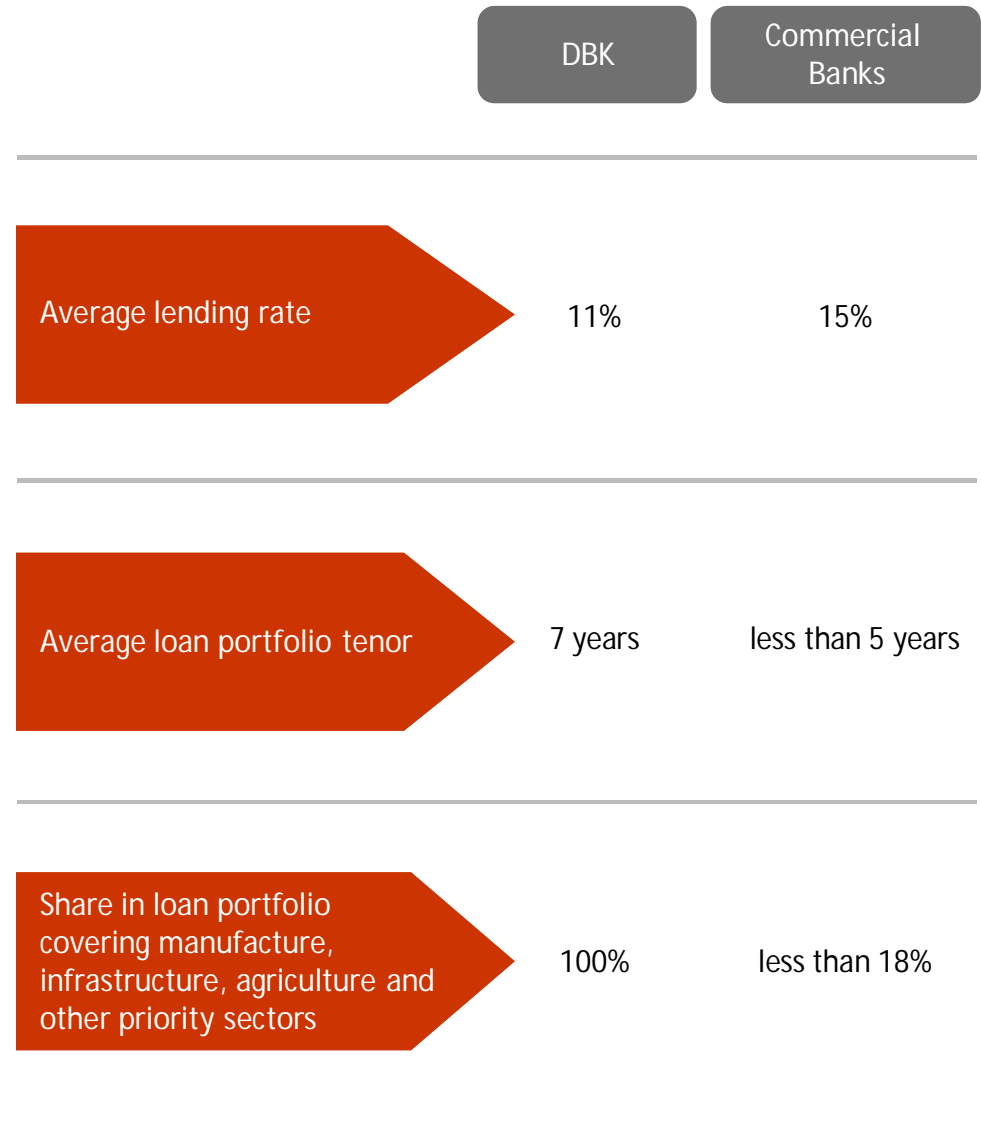 DBK
Commercial
Banks
Average lending rate
11%
15%
Average loan portfolio tenor
7 years
less than 5 years
Share in loan portfolio
covering manufacture,
infrastructure, agriculture and
other priority sectors
100%
less than 18%